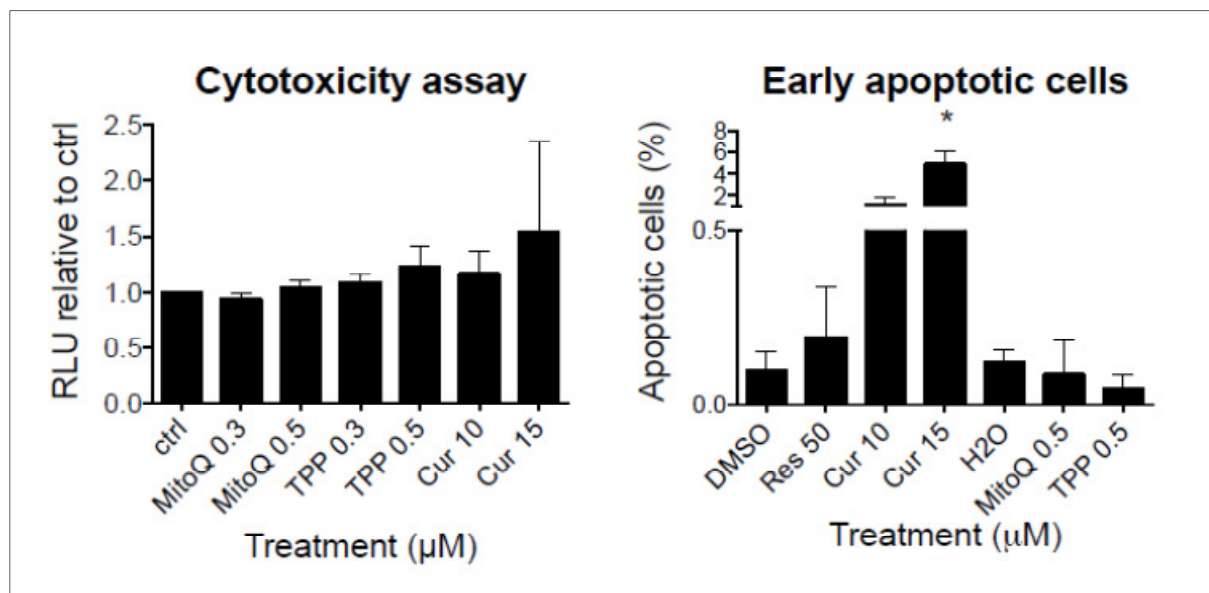 Cytotoxicity assay
RLU relative to ctrl
2.5
2.0
1.5
1.0
0.5
0.0
ctrl
MitoQ 0.3
MitoQ 0.5
TPP 0.3
TPP 0.5
Cur 10
Cur 15
Treatment (µM)
Early apoptotic cells
Apoptotic cells (%)
*
8
6
4
2
0.5
0.0
DMSO
Res 50
Cur 10
Cur 15
H2O
MitoQ 0.5
TPP 0.5
Treatment (μM)